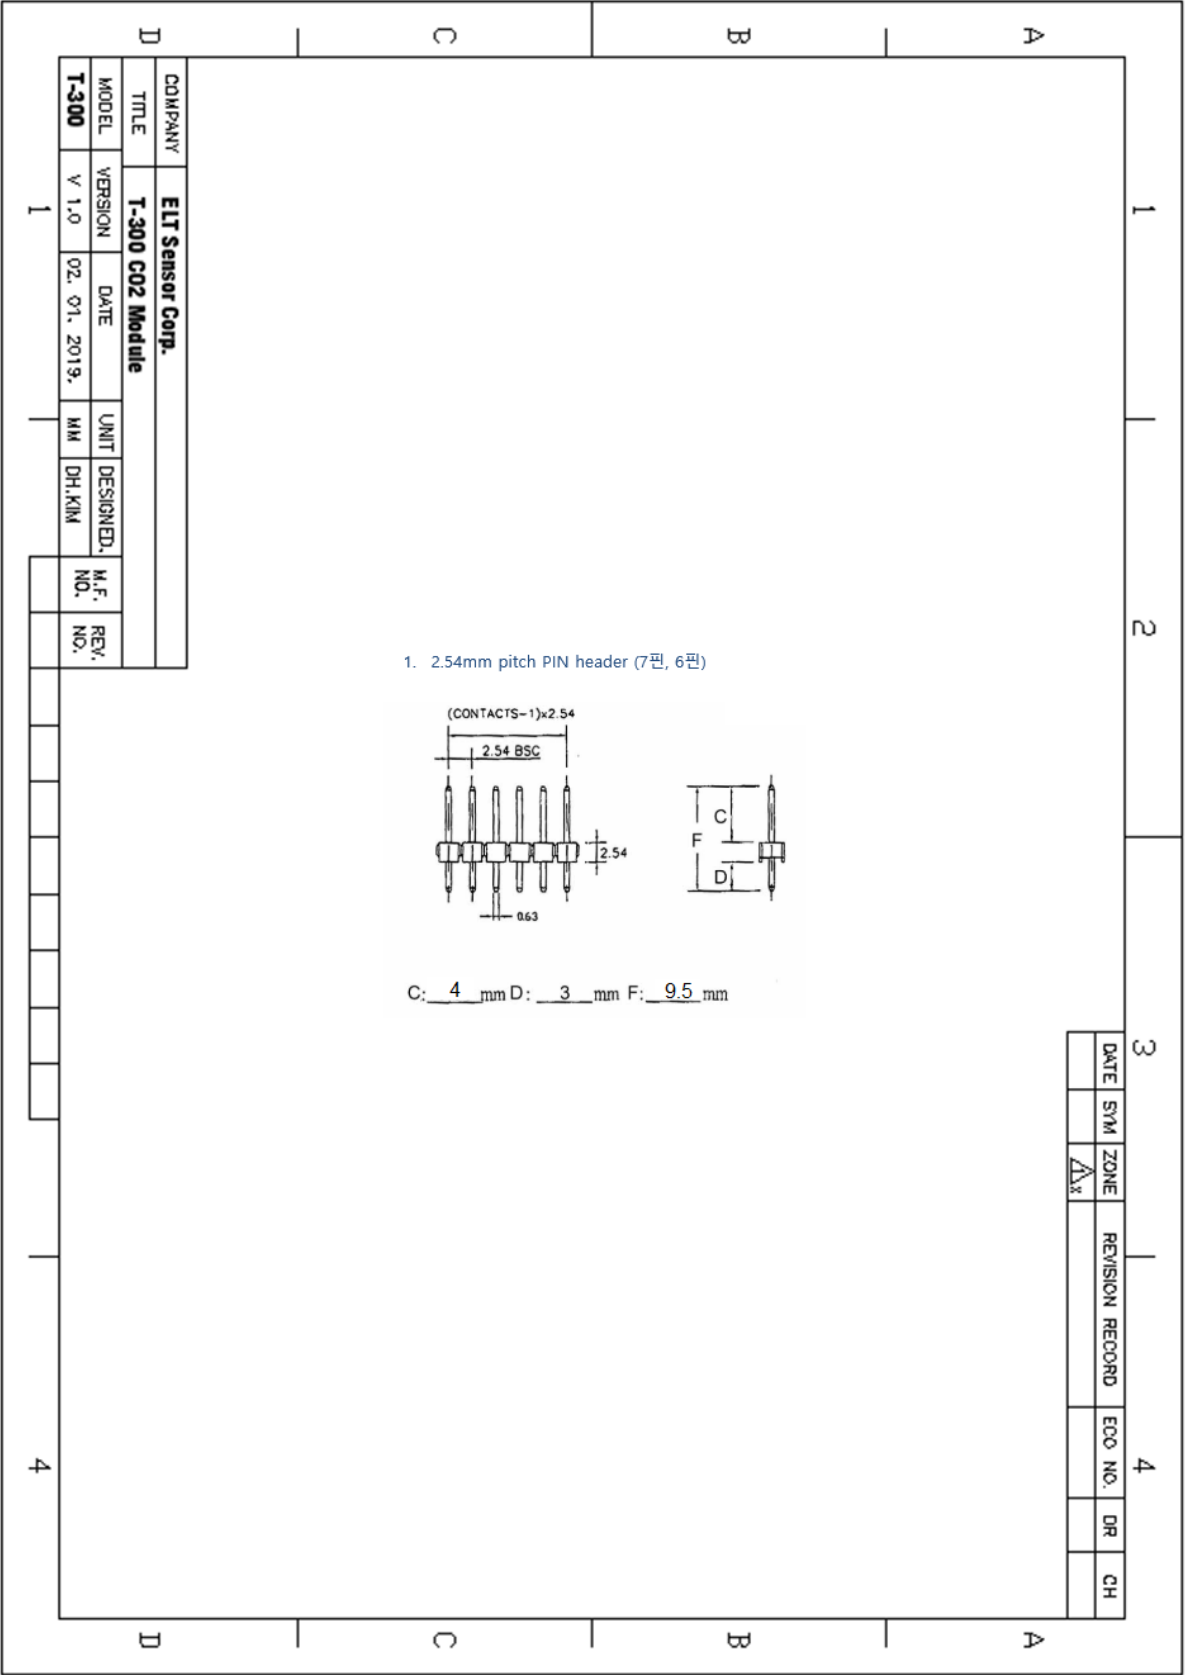 D
C
B
A
COMPANY
ELT Sensor Corp.
TITLE
T-300 CO2 Module
MODEL
VERSION
DATE
UNIT
DESIGNED.
M.F. NO.
REV. NO.
T-300
V 1.0
02. 01. 2019.
MM
DH.KIM
1
1
2
1. 2.54mm pitch PIN header (7핀, 6핀)
(CONTACTS-1)x2.54
2.54 BSC
2.54
0.63
C
F
D
C: 4 mm D: 3 mm F: 9.5 mm
3
DATE
SYM
ZONE
REVISION RECORD
ECO NO.
DR
CH
1
x
4
4
D
C
B
A